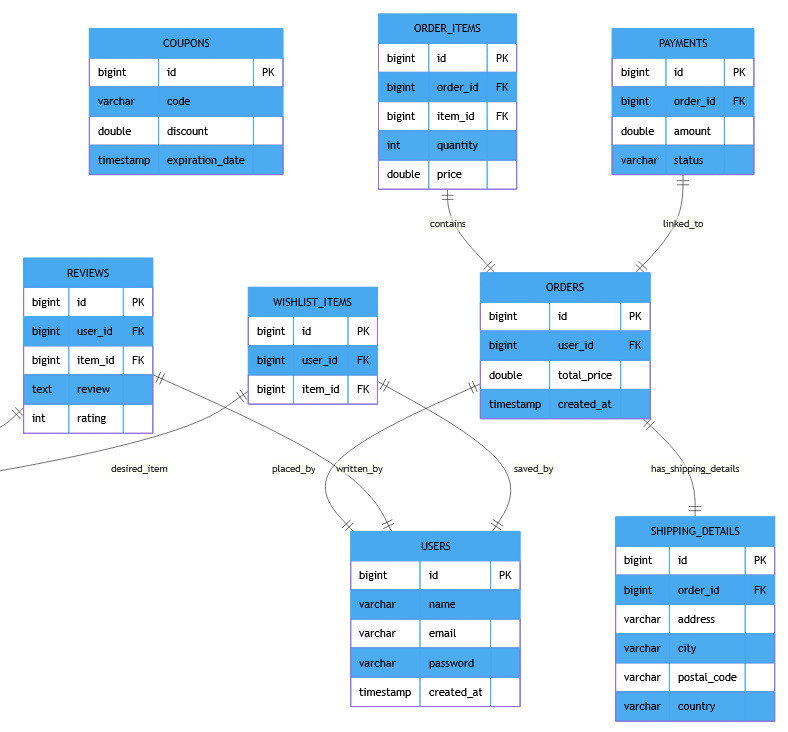 COUPONS
bigint id PK
varchar code
double discount
timestamp expiration_date
ORDER_ITEMS
bigint id PK
bigint order_id FK
bigint item_id FK
int quantity
double price
PAYMENTS
bigint id PK
bigint order_id FK
double amount
varchar status
contains
linked_to
REVIEWS
bigint id PK
bigint user_id FK
bigint item_id FK
text review
int rating
WISHLIST_ITEMS
bigint id PK
bigint user_id FK
bigint item_id FK
ORDERS
bigint id PK
bigint user_id FK
double total_price
timestamp created_at
desired_item
placed_by
written_by
saved_by
has_shipping_details
USERS
bigint id PK
varchar name
varchar email
varchar password
timestamp created_at
SHIPPING_DETAILS
bigint id PK
bigint order_id FK
varchar address
varchar city
varchar postal_code
varchar country